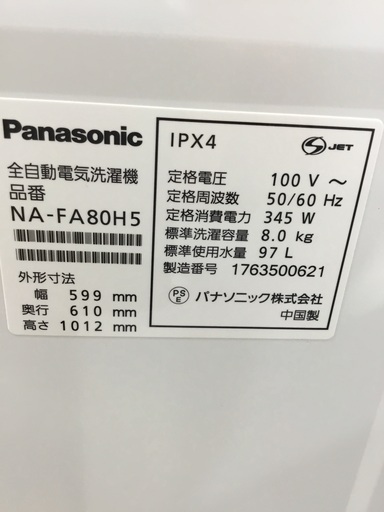 Panasonic
全自動電気洗濯機
品番
NA-FA80H5
外形寸法
幅 599 mm
奥行 610 mm
高さ 1012 mm
IPX4
S JET
定格電圧 100 V ～
定格周波数 50/60 Hz
定格消費電力 345 W
標準洗濯容量 8.0 kg
標準使用水量 97 L
製造番号 1763500621
PS E パナソニック株式会社
中国製